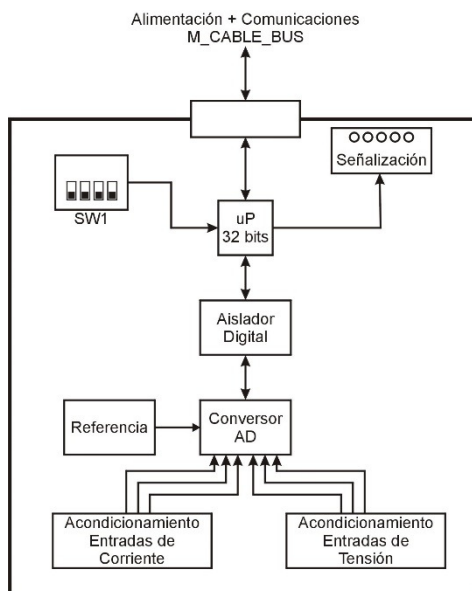 Alimentación + Comunicaciones
M_CABLE_BUS
Señalización
SW1
uP
32 bits
Aislador
Digital
Referencia
Conversor
AD
Acondicionamiento
Entradas de
Corriente
Acondicionamiento
Entradas de
Tensión